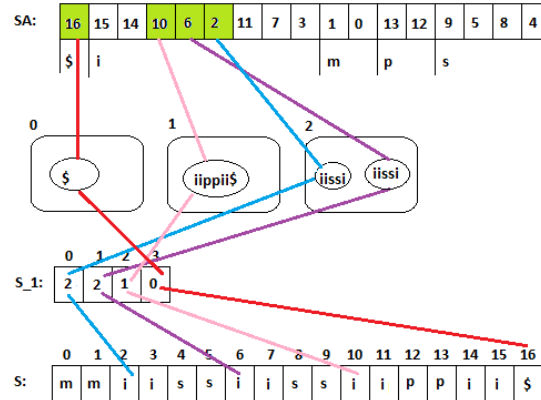 SA: 16 15 14 10 6 2 11 7 3 1 0 13 12 9 5 8 4
$ i m p s
0 1 2
$ iippii$ iissi iissi
0 1 2 3
S_1: 2 2 1 0
0 1 2 3 4 5 6 7 8 9 10 11 12 13 14 15 16
S: m m i i s s i i s s i i p p i i $